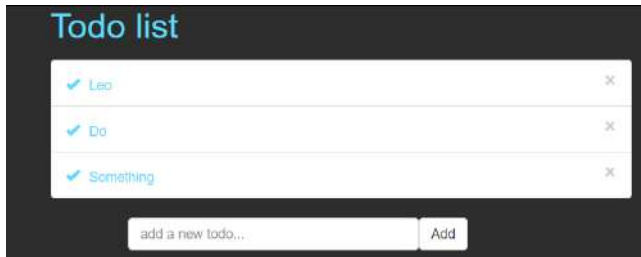 Todo list
Leo
Do
Something
add a new todo... Add